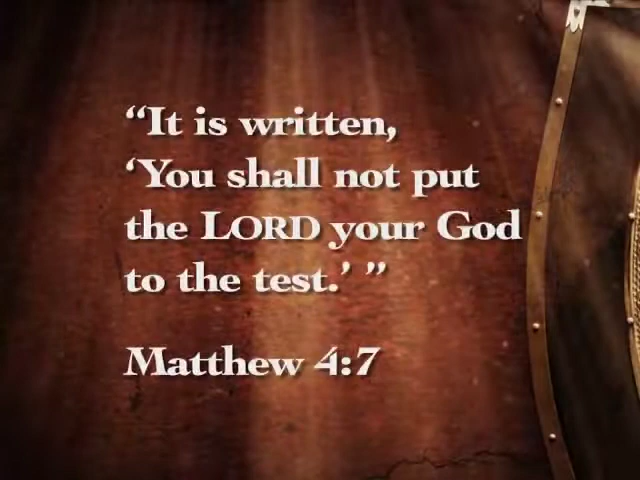 “It is written,
‘You shall not put
the LORD your God
to the test.’ ”
Matthew 4:7